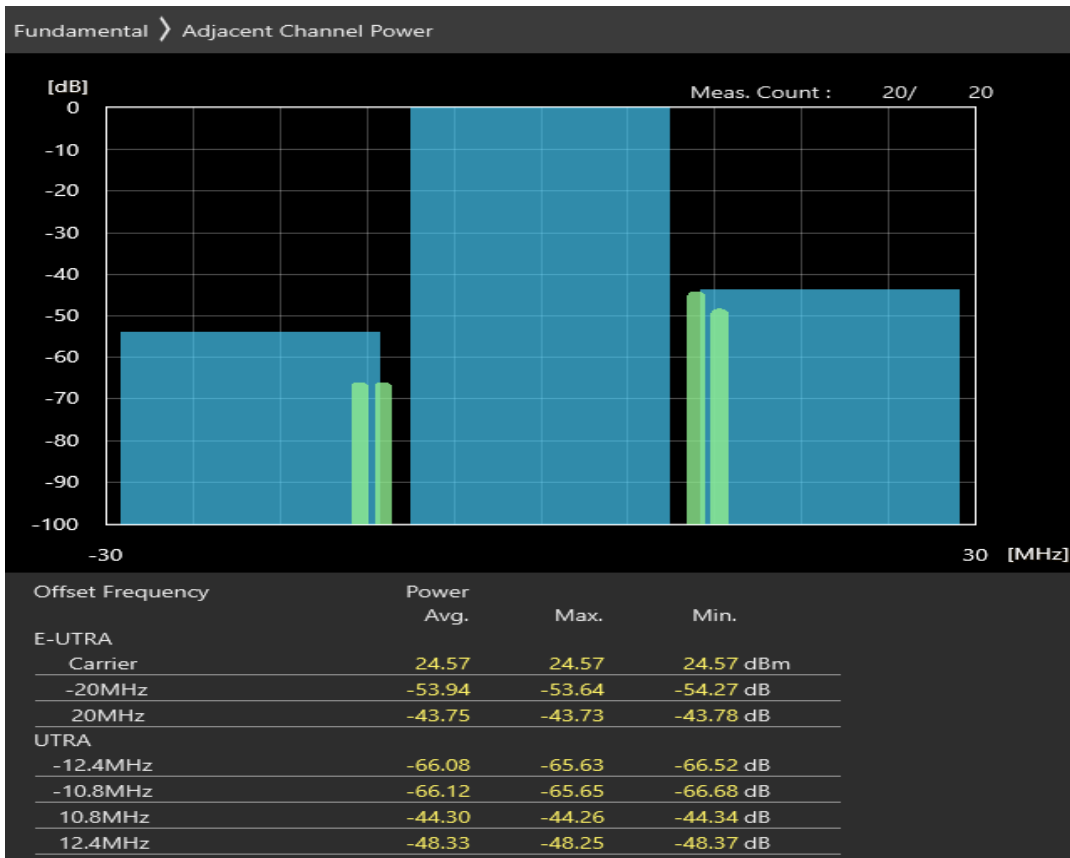 Fundamental 〉 Adjacent Channel Power
[dB]
Meas. Count : 20/ 20
0
-10
-20
-30
-40
-50
-60
-70
-80
-90
-100
-30 30 [MHz]
Offset Frequency Power
Avg. Max. Min.
E-UTRA
Carrier 24.57 24.57 24.57 dBm
-20MHz -53.94 -53.64 -54.27 dB
20MHz -43.75 -43.73 -43.78 dB
UTRA
-12.4MHz -66.08 -65.63 -66.52 dB
-10.8MHz -66.12 -65.65 -66.68 dB
10.8MHz -44.30 -44.26 -44.34 dB
12.4MHz -48.33 -48.25 -48.37 dB